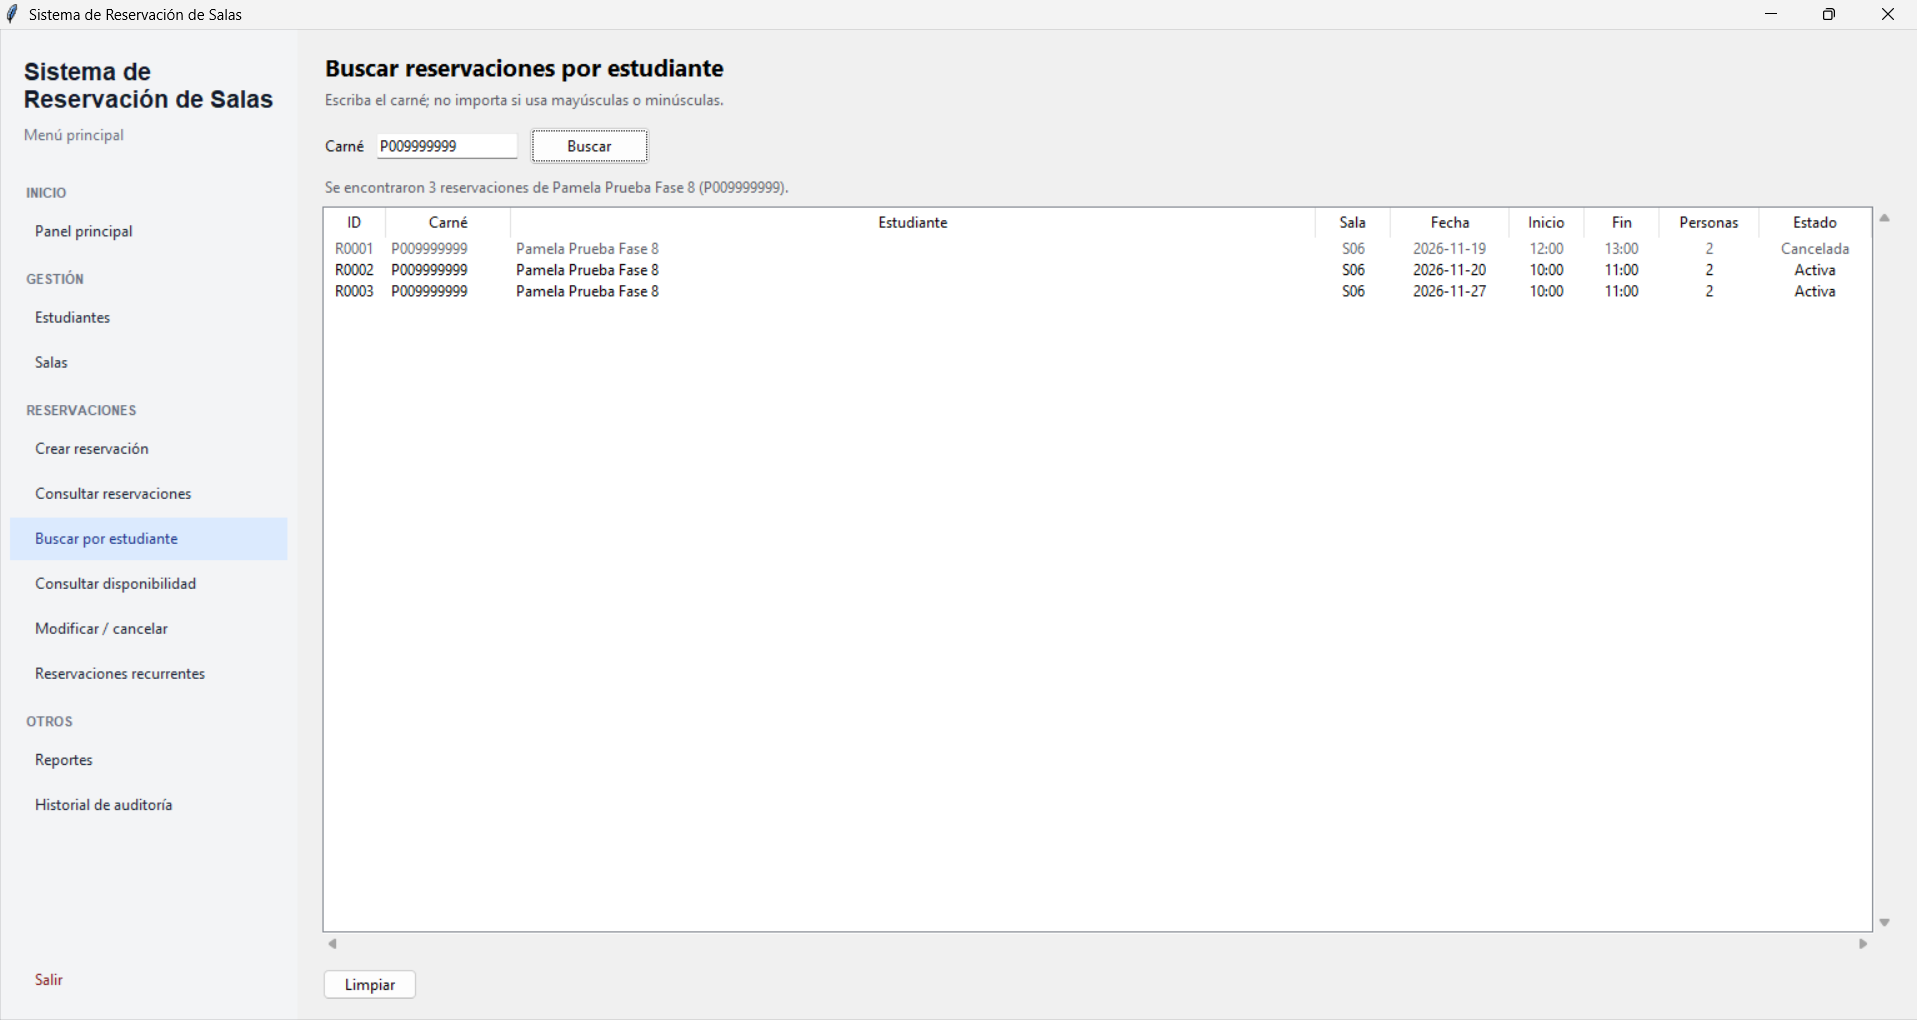 Sistema de Reservación de Salas
Sistema de
Reservación de Salas
Menú principal
INICIO
Panel principal
GESTIÓN
Estudiantes
Salas
RESERVACIONES
Crear reservación
Consultar reservaciones
Buscar por estudiante
Consultar disponibilidad
Modificar / cancelar
Reservaciones recurrentes
OTROS
Reportes
Historial de auditoría
Salir
Buscar reservaciones por estudiante
Escriba el carné; no importa si usa mayúsculas o minúsculas.
Carné P009999999 Buscar
Se encontraron 3 reservaciones de Pamela Prueba Fase 8 (P009999999).
ID Carné Estudiante Sala Fecha Inicio Fin Personas Estado
R0001 P009999999 Pamela Prueba Fase 8 S06 2026-11-19 12:00 13:00 2 Cancelada
R0002 P009999999 Pamela Prueba Fase 8 S06 2026-11-20 10:00 11:00 2 Activa
R0003 P009999999 Pamela Prueba Fase 8 S06 2026-11-27 10:00 11:00 2 Activa
Limpiar